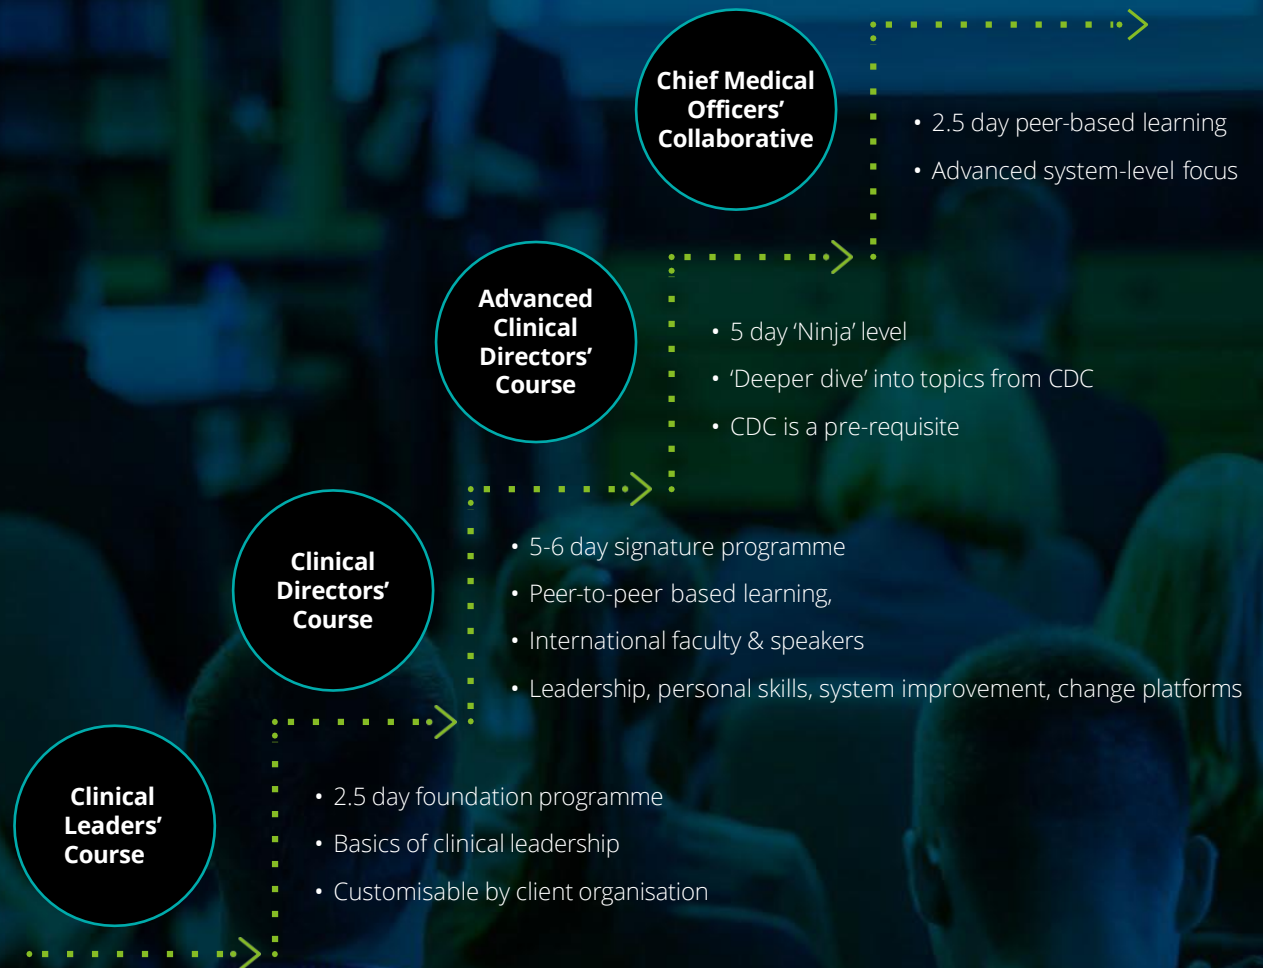 Chief Medical
Officers’
Collaborative
• 2.5 day peer-based learning
• Advanced system-level focus
Advanced
Clinical
Directors’
Course
• 5 day ‘Ninja’ level
• ‘Deeper dive’ into topics from CDC
• CDC is a pre-requisite
Clinical
Directors’
Course
• 5-6 day signature programme
• Peer-to-peer based learning,
• International faculty & speakers
• Leadership, personal skills, system improvement, change platforms
Clinical
Leaders’
Course
• 2.5 day foundation programme
• Basics of clinical leadership
• Customisable by client organisation